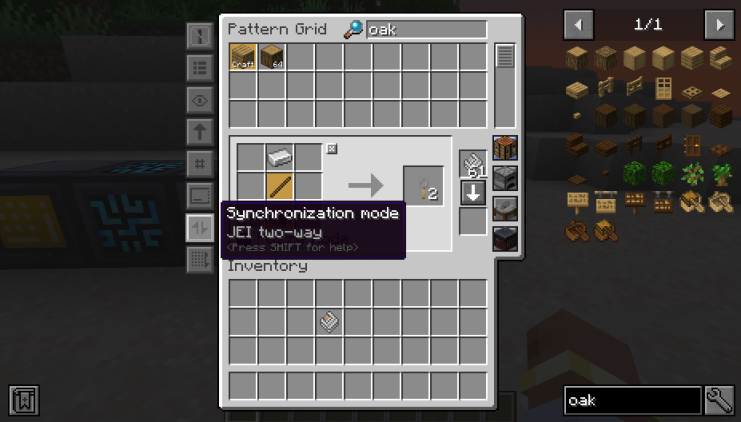 Pattern Grid
oak
1/1
Craft
64
61
2
Synchronization mode
JEI two-way
<Press SHIFT for help>
Inventory
oak